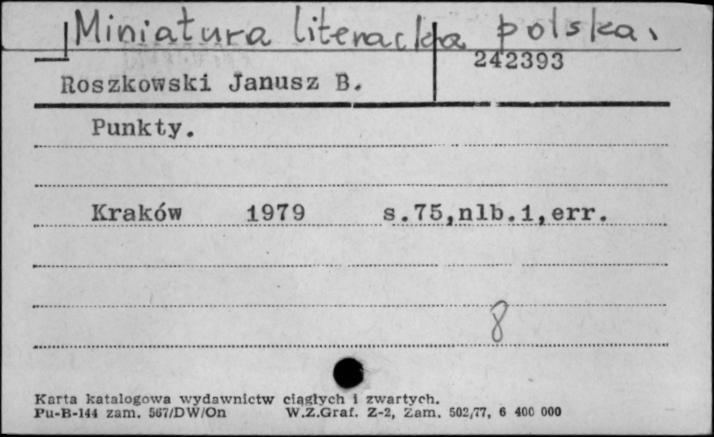 Miniatura literacka polska.
242393
Roszkowski Janusz B.
Punkty.
Kraków 1979 s.75,nlb.1,err.
8
Karta katalogowa wydawnictw ciągłych i zwartych.
Pu-B-144 zam. 567/DW/On W.Z.Graf. Z-2, Zam. 502/77, 6 400 000